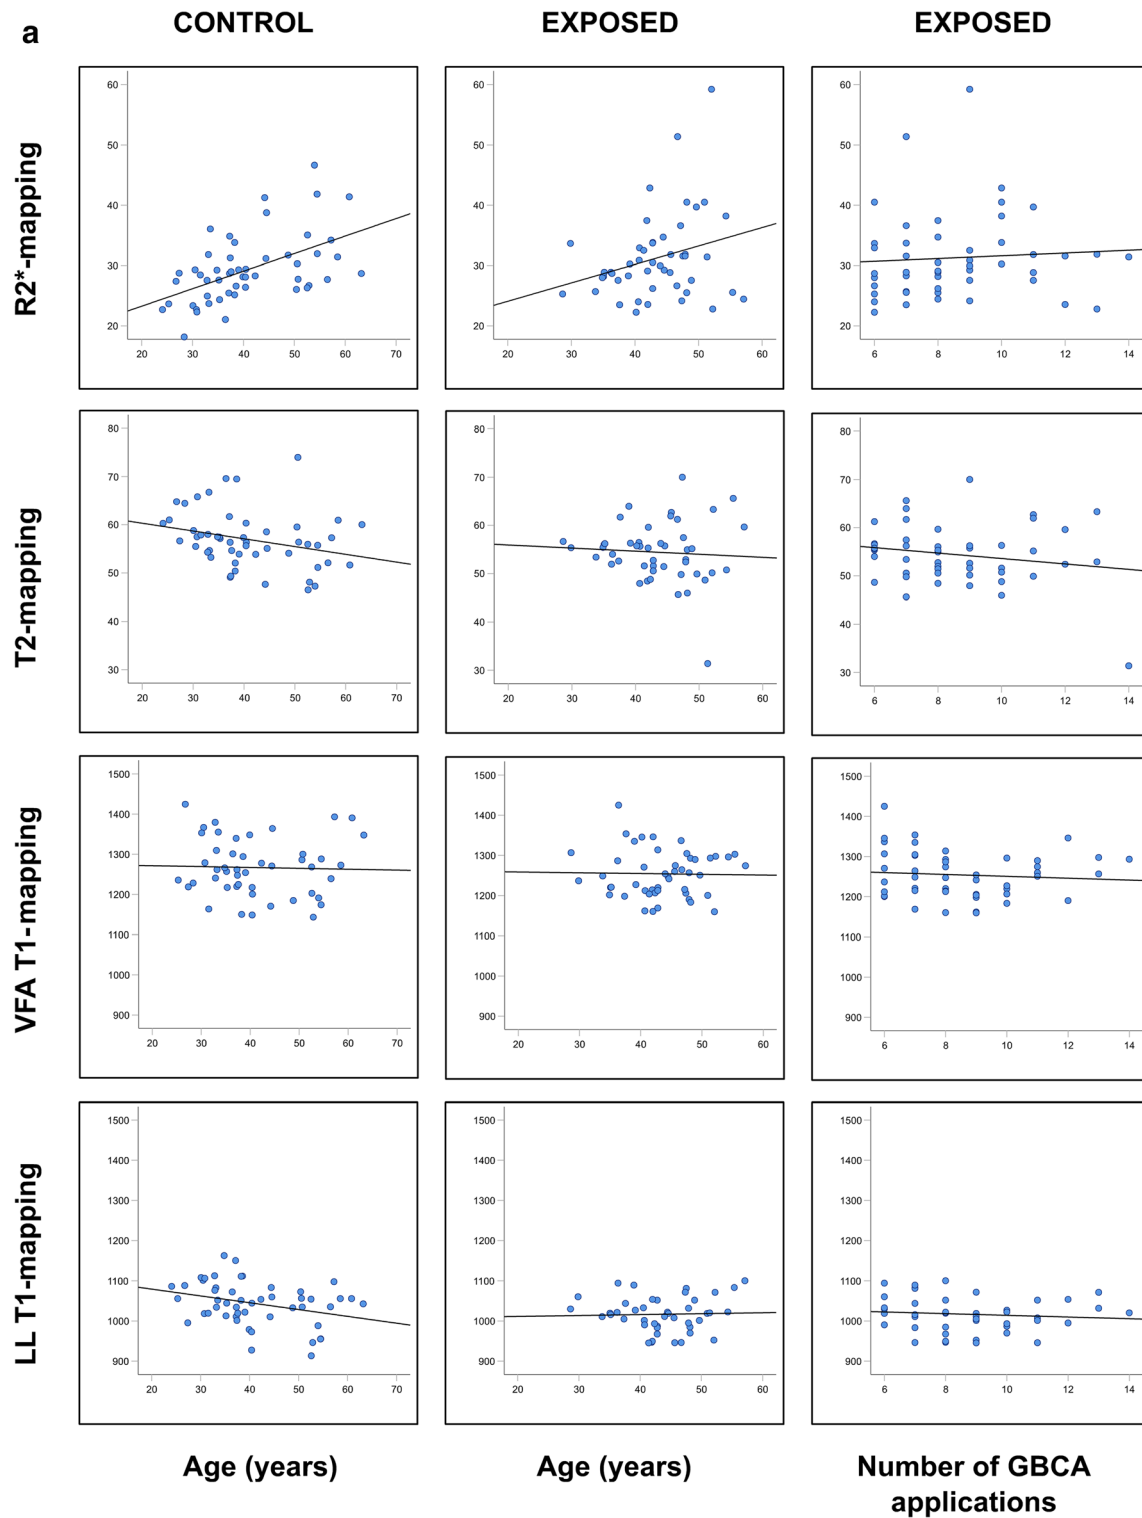 a
CONTROL EXPOSED EXPOSED
R2*-mapping
60 50 40 30 20
20 30 40 50 60 70
60 50 40 30 20
20 30 40 50 60
60 50 40 30 20
6 8 10 12 14
T2-mapping
80 70 60 50 40 30
20 30 40 50 60 70
80 70 60 50 40 30
20 30 40 50 60
80 70 60 50 40 30
6 8 10 12 14
VFA T1-mapping
1500 1400 1300 1200 1100 1000 900
20 30 40 50 60 70
1500 1400 1300 1200 1100 1000 900
20 30 40 50 60
1500 1400 1300 1200 1100 1000 900
6 8 10 12 14
LL T1-mapping
1500 1400 1300 1200 1100 1000 900
20 30 40 50 60 70
1500 1400 1300 1200 1100 1000 900
20 30 40 50 60
1500 1400 1300 1200 1100 1000 900
6 8 10 12 14
Age (years)
Age (years)
Number of GBCA
applications